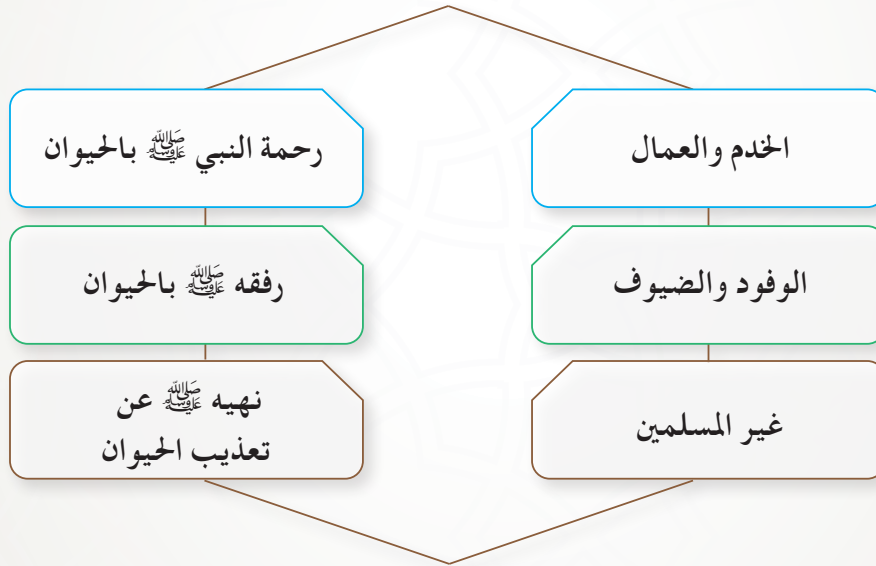 الخدم والعمال
الوفود والضيوف
غير المسلمين
رحمة النبي ﷺ بالحيوان
رفقه ﷺ بالحيوان
نهيه ﷺ عن
تعذيب الحيوان